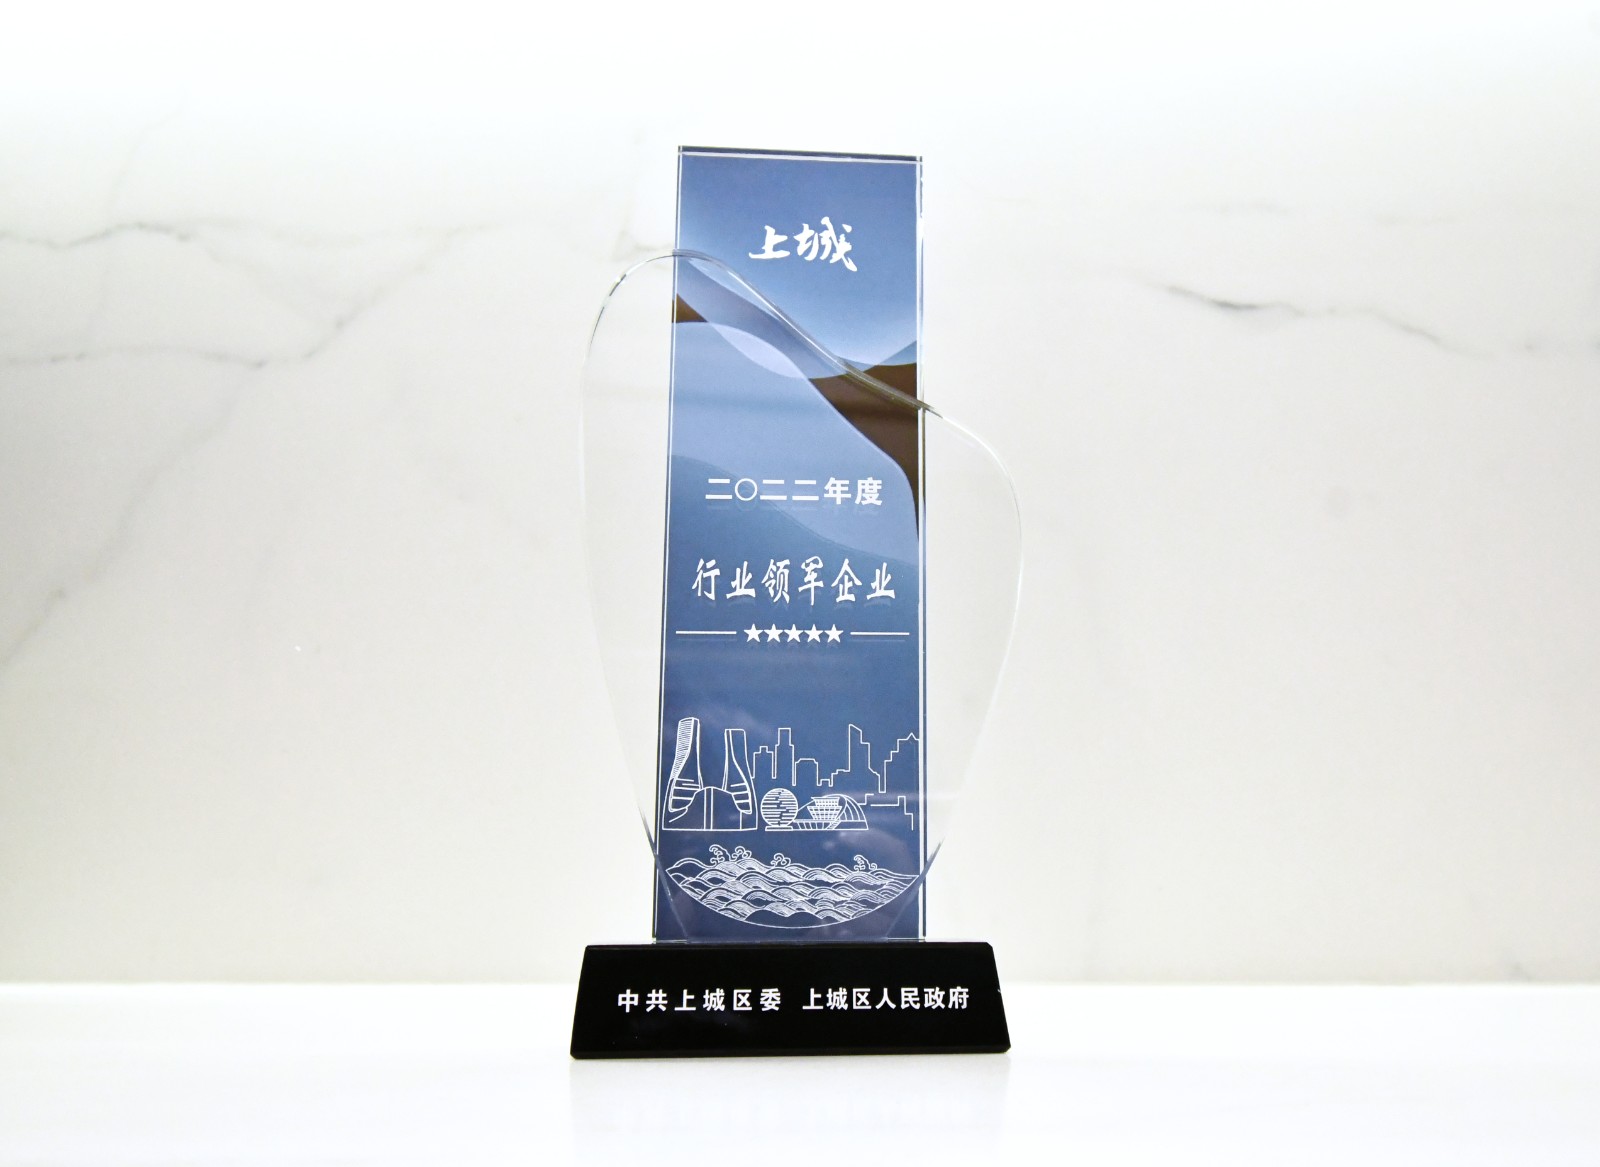 上城
二〇二二年度
行业领军企业
★★★★★
中共上城区委 上城区人民政府